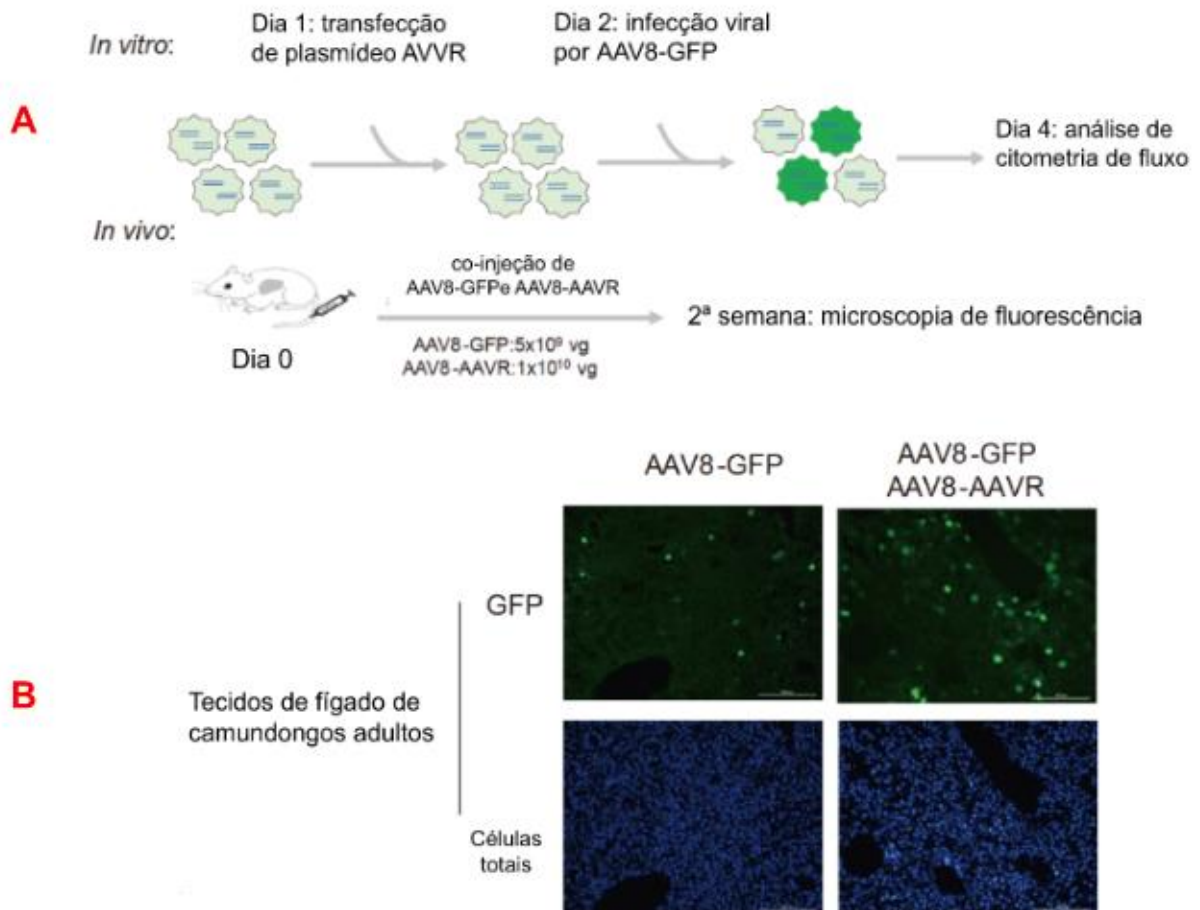 In vitro:
Dia 1: transfecção
de plasmídeo AVVR
Dia 2: infecção viral
por AAV8-GFP
A
Dia 4: análise de
citometria de fluxo
In vivo:
co-injeção de
AAV8-GFPe AAV8-AAVR
Dia 0
AAV8-GFP:5x10⁹ vg
AAV8-AAVR:1x10¹⁰ vg
2ª semana: microscopia de fluorescência
AAV8-GFP
AAV8-GFP
AAV8-AAVR
GFP
B
Tecidos de fígado de
camundongos adultos
Células
totais